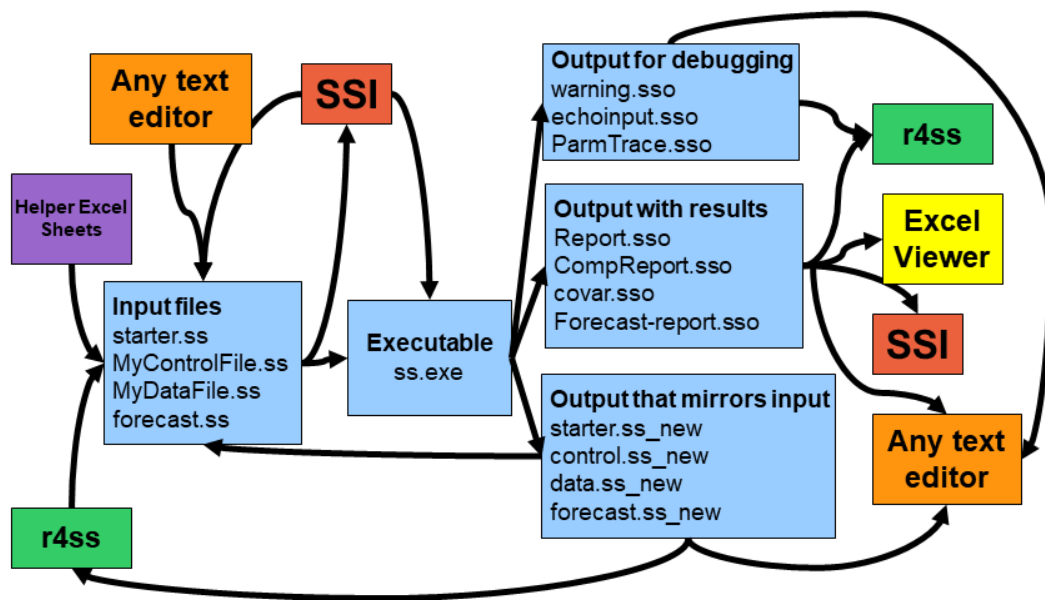 Any text
editor
SSI
Helper Excel
Sheets
Input files
starter.ss
MyControlFile.ss
MyDataFile.ss
forecast.ss
r4ss
Executable
ss.exe
Output for debugging
warning.sso
echoinput.sso
ParmTrace.sso
Output with results
Report.sso
CompReport.sso
covar.sso
Forecast-report.sso
Output that mirrors input
starter.ss_new
control.ss_new
data.ss_new
forecast.ss_new
r4ss
Excel
Viewer
SSI
Any text
editor